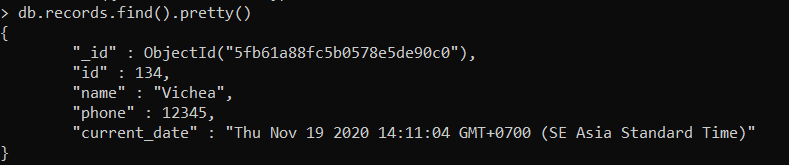 > db.records.find().pretty()
{
"_id" : ObjectId("5fb61a88fc5b0578e5de90c0"),
"id" : 134,
"name" : "Vichea",
"phone" : 12345,
"current_date" : "Thu Nov 19 2020 14:11:04 GMT+0700 (SE Asia Standard Time)"
}